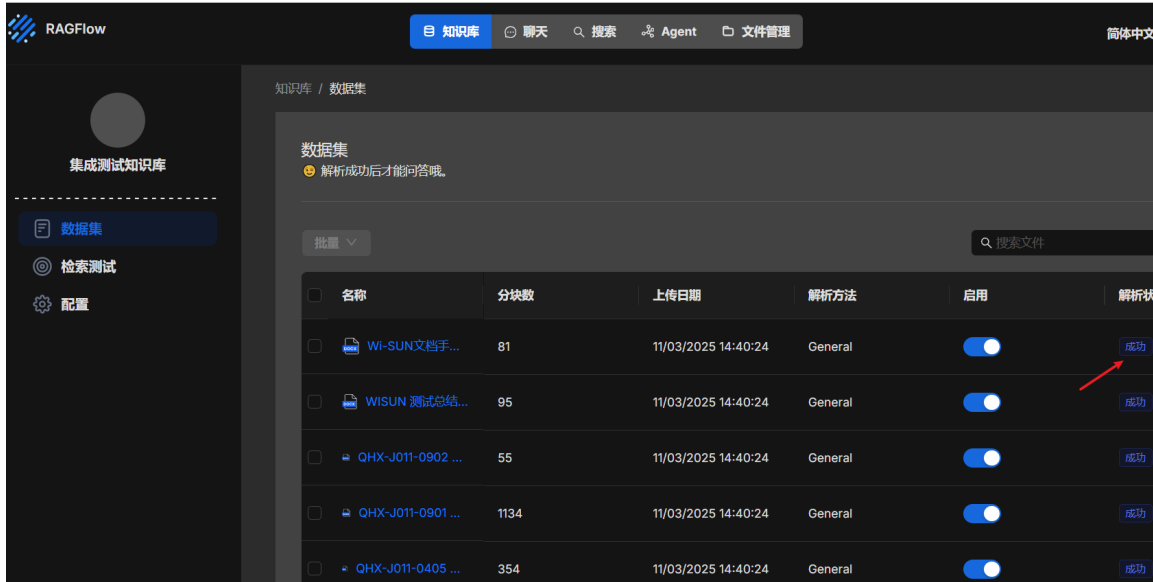 RAGFlow
知识库 聊天 搜索 Agent 文件管理
简体中文
知识库 / 数据集
集成测试知识库
数据集
检索测试
配置
数据集
解析成功后才能问答哦。
批量
搜索文件
名称 分块数 上传日期 解析方法 启用 解析状
Wi-SUN文档手... 81 11/03/2025 14:40:24 General 成功
WISUN 测试总结... 95 11/03/2025 14:40:24 General 成功
QHX-J011-0902 ... 55 11/03/2025 14:40:24 General 成功
QHX-J011-0901 ... 1134 11/03/2025 14:40:24 General 成功
QHX-J011-0405 ... 354 11/03/2025 14:40:24 General 成功